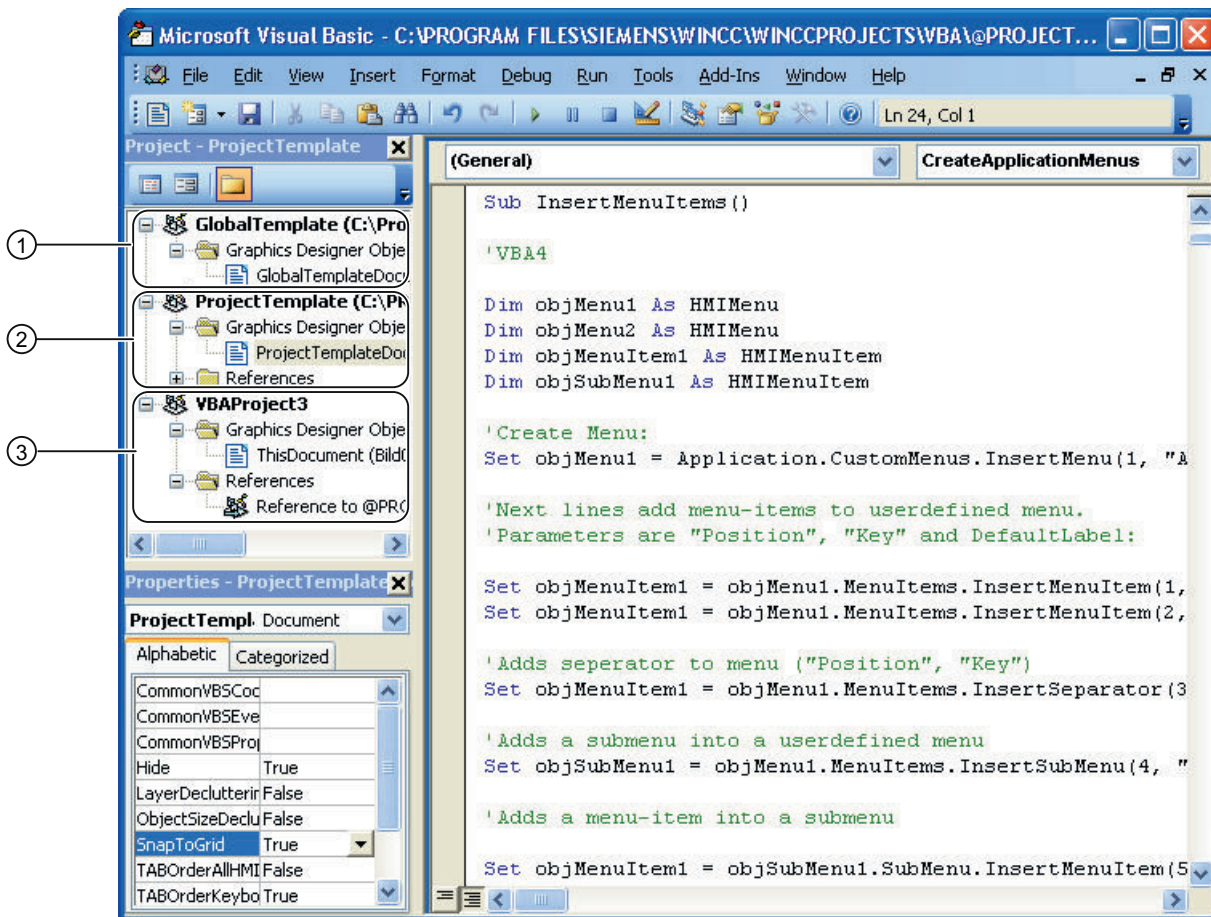 Microsoft Visual Basic - C:\PROGRAM FILES\SIEMENS\WINCC\WINCCPROJECTS\VBA\@PROJECT...
File Edit View Insert Format Debug Run Tools Add-Ins Window Help
Ln 24, Col 1
Project - ProjectTemplate
1
GlobalTemplate (C:\Pro
Graphics Designer Obje
GlobalTemplateDoc
2
ProjectTemplate (C:\
Graphics Designer Obje
ProjectTemplateDo
References
3
VBAProject3
Graphics Designer Obje
ThisDocument (Bild
References
Reference to @PRO
Properties - ProjectTemplate
ProjectTempl. Document
Alphabetic Categorized
CommonVBSCod
CommonVBSEve
CommonVBSProp
Hide True
LayerDeclutterin False
ObjectSizeDeclu False
SnapToGrid True
TABOrderAllHMI False
TABOrderKeybo True
(General) CreateApplicationMenus
Sub InsertMenuItems()
'VBA4
Dim objMenu1 As HMIMenu
Dim objMenu2 As HMIMenu
Dim objMenuItem1 As HMIMenuItem
Dim objSubMenu1 As HMIMenuItem
'Create Menu:
Set objMenu1 = Application.CustomMenus.InsertMenu(1, "A
'Next lines add menu-items to userdefined menu.
'Parameters are "Position", "Key" and DefaultLabel:
Set objMenuItem1 = objMenu1.MenuItems.InsertMenuItem(1,
Set objMenuItem1 = objMenu1.MenuItems.InsertMenuItem(2,
'Adds seperator to menu ("Position", "Key")
Set objMenuItem1 = objMenu1.MenuItems.InsertSeparator(3
'Adds a submenu into a userdefined menu
Set objSubMenu1 = objMenu1.MenuItems.InsertSubMenu(4, "
'Adds a menu-item into a submenu
Set objMenuItem1 = objSubMenu1.SubMenu.InsertMenuItem(5